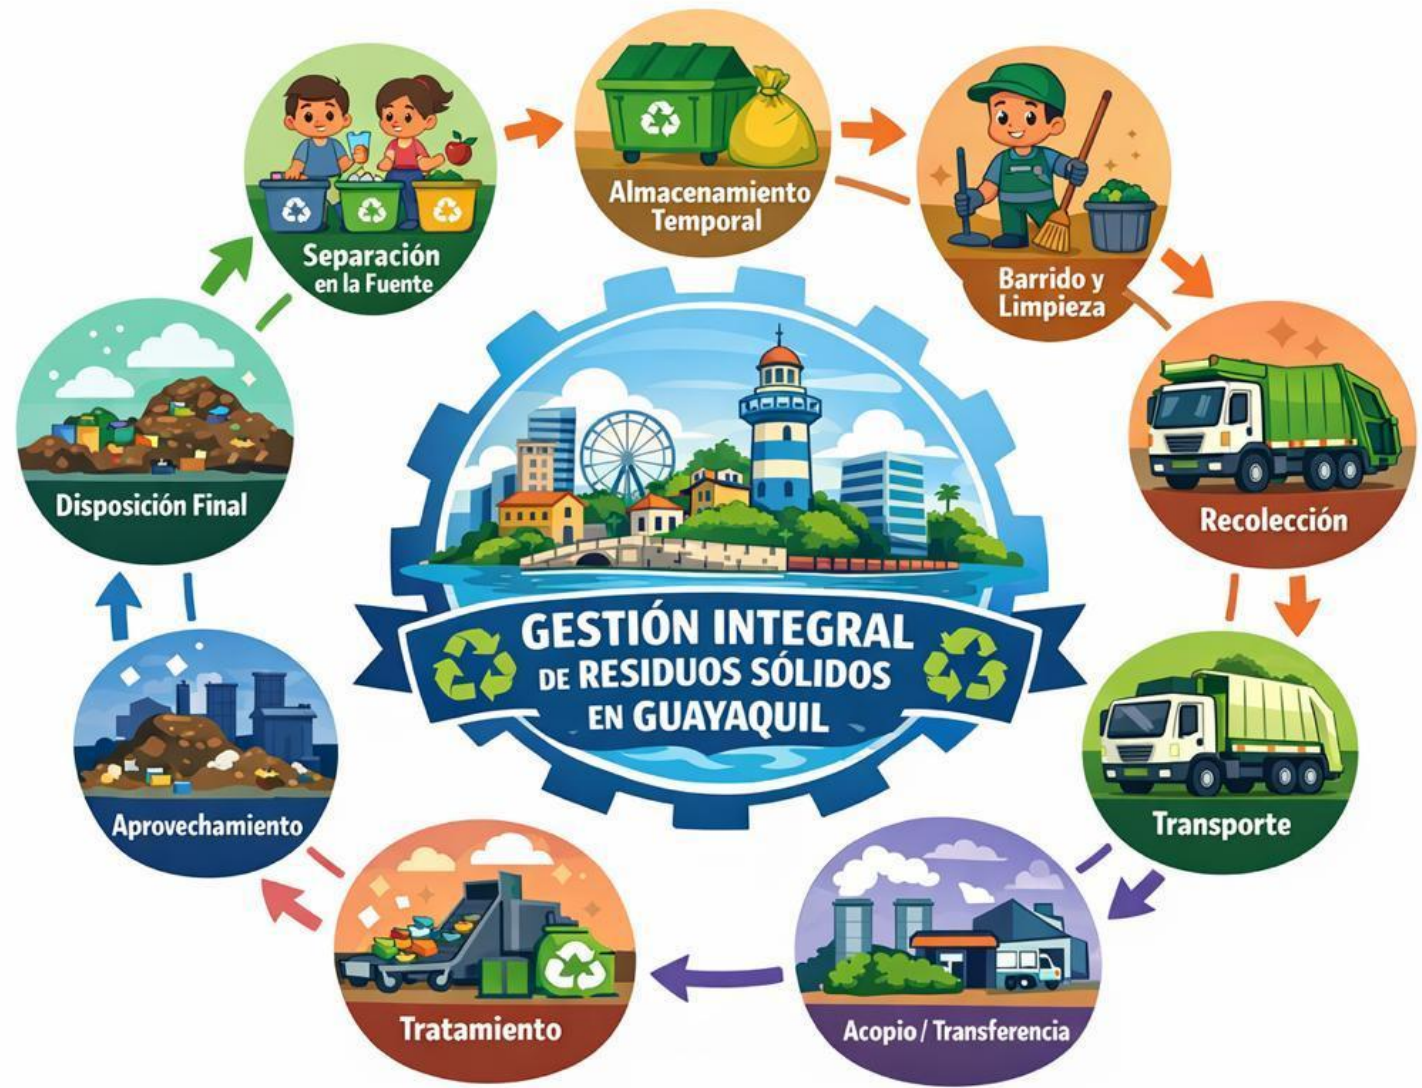 Separación
en la Fuente
Almacenamiento
Temporal
Barrido y
Limpieza
Recolección
Transporte
Acopio / Transferencia
Tratamiento
Aprovechamiento
Disposición Final
GESTIÓN INTEGRAL
DE RESIDUOS SÓLIDOS
EN GUAYAQUIL